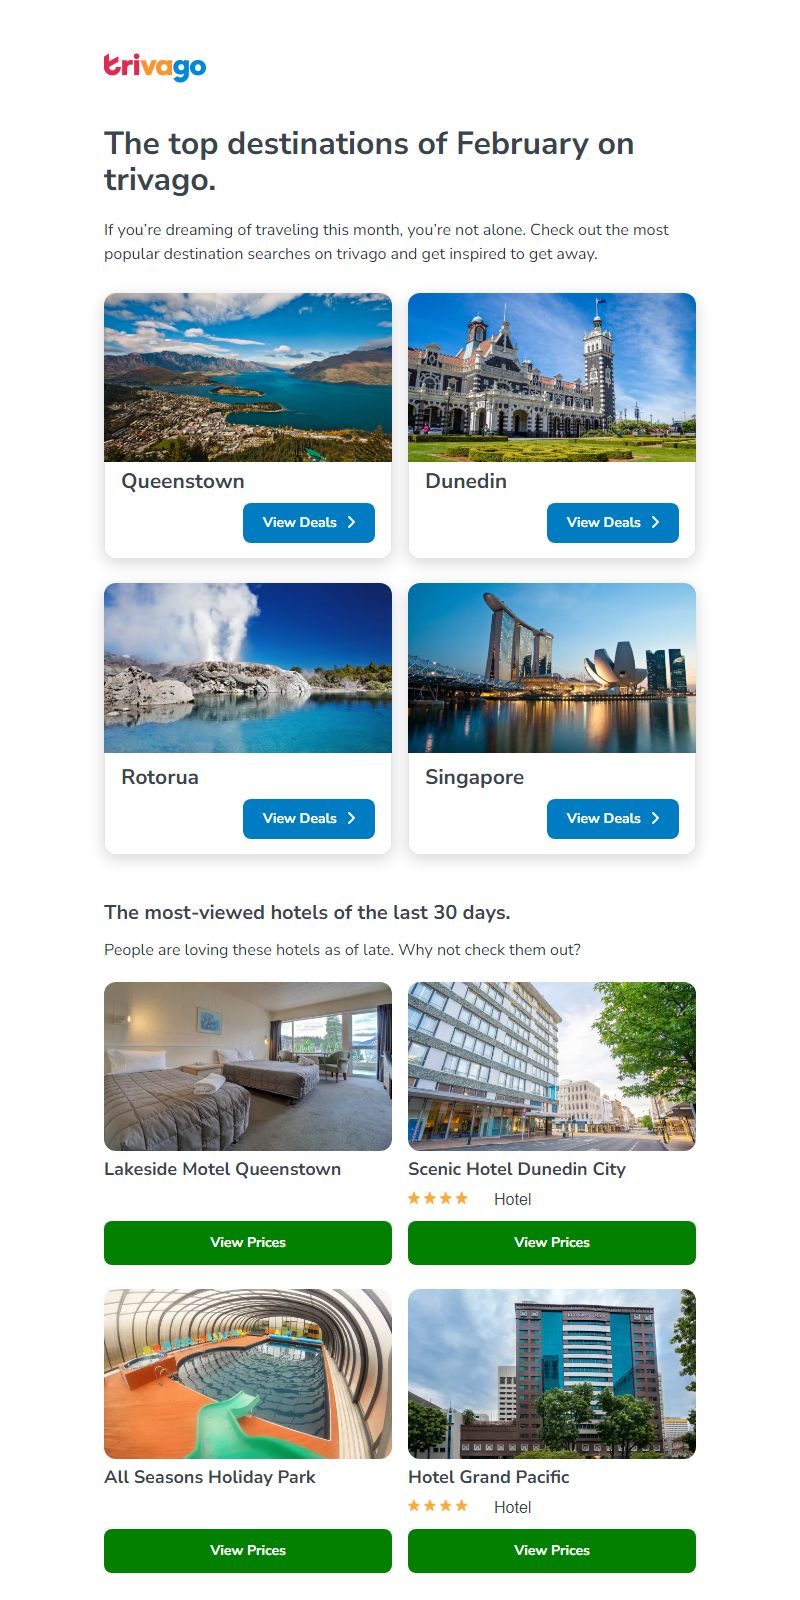 trivago
The top destinations of February on
trivago.
If you’re dreaming of traveling this month, you’re not alone. Check out the most
popular destination searches on trivago and get inspired to get away.
Queenstown
View Deals
Dunedin
View Deals
Rotorua
View Deals
Singapore
View Deals
The most-viewed hotels of the last 30 days.
People are loving these hotels as of late. Why not check them out?
Lakeside Motel Queenstown
View Prices
Scenic Hotel Dunedin City
Hotel
View Prices
All Seasons Holiday Park
View Prices
Hotel Grand Pacific
Hotel
View Prices